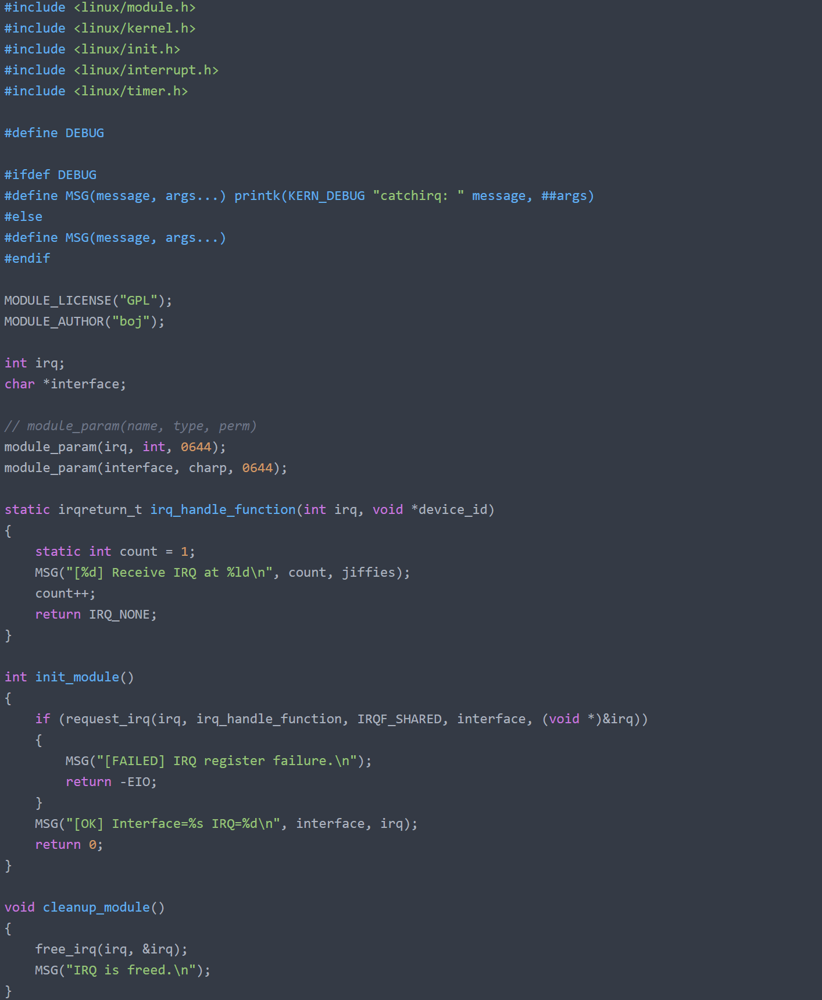 #include <linux/module.h>
#include <linux/kernel.h>
#include <linux/init.h>
#include <linux/interrupt.h>
#include <linux/timer.h>

#define DEBUG

#ifdef DEBUG
#define MSG(message, args...) printk(KERN_DEBUG "catchirq: " message, ##args)
#else
#define MSG(message, args...)
#endif

MODULE_LICENSE("GPL");
MODULE_AUTHOR("boj");

int irq;
char *interface;

// module_param(name, type, perm)
module_param(irq, int, 0644);
module_param(interface, charp, 0644);

static irqreturn_t irq_handle_function(int irq, void *device_id)
{
    static int count = 1;
    MSG("[%d] Receive IRQ at %ld\n", count, jiffies);
    count++;
    return IRQ_NONE;
}

int init_module()
{
    if (request_irq(irq, irq_handle_function, IRQF_SHARED, interface, (void *)&irq))
    {
        MSG("[FAILED] IRQ register failure.\n");
        return -EIO;
    }
    MSG("[OK] Interface=%s IRQ=%d\n", interface, irq);
    return 0;
}

void cleanup_module()
{
    free_irq(irq, &irq);
    MSG("IRQ is freed.\n");
}